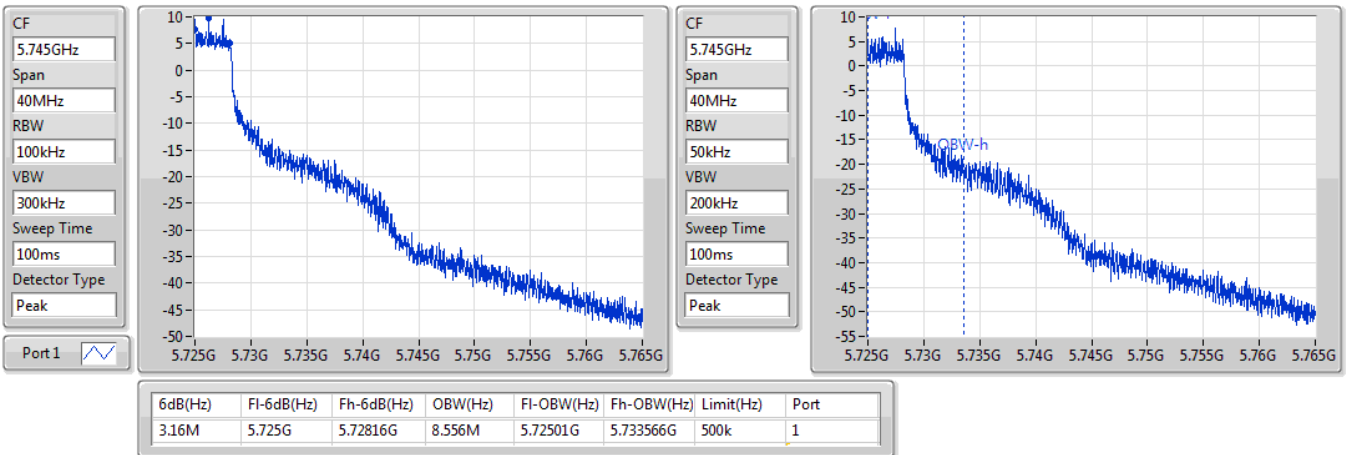 CF
5.745GHz
Span
40MHz
RBW
100kHz
VBW
300kHz
Sweep Time
100ms
Detector Type
Peak
Port 1
10
5
0
-5
-10
-15
-20
-25
-30
-35
-40
-45
-50
5.725G 5.73G 5.735G 5.74G 5.745G 5.75G 5.755G 5.76G 5.765G
CF
5.745GHz
Span
40MHz
RBW
50kHz
VBW
200kHz
Sweep Time
100ms
Detector Type
Peak
10
5
0
-5
-10
-15
-20
-25
-30
-35
-40
-45
-50
-55
OBW-h
5.725G 5.73G 5.735G 5.74G 5.745G 5.75G 5.755G 5.76G 5.765G
6dB(Hz) Fl-6dB(Hz) Fh-6dB(Hz) OBW(Hz) Fl-OBW(Hz) Fh-OBW(Hz) Limit(Hz) Port
3.16M 5.725G 5.72816G 8.556M 5.72501G 5.733566G 500k 1